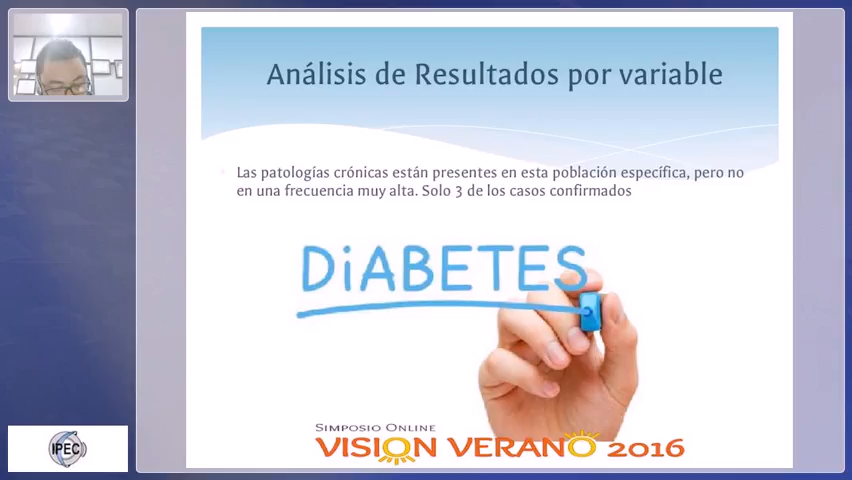 Análisis de Resultados por variable
Las patologías crónicas están presentes en esta población específica, pero no
en una frecuencia muy alta. Solo 3 de los casos confirmados
DiABETES
SIMPOSIO ONLINE
VISION VERANO 2016
IPEC